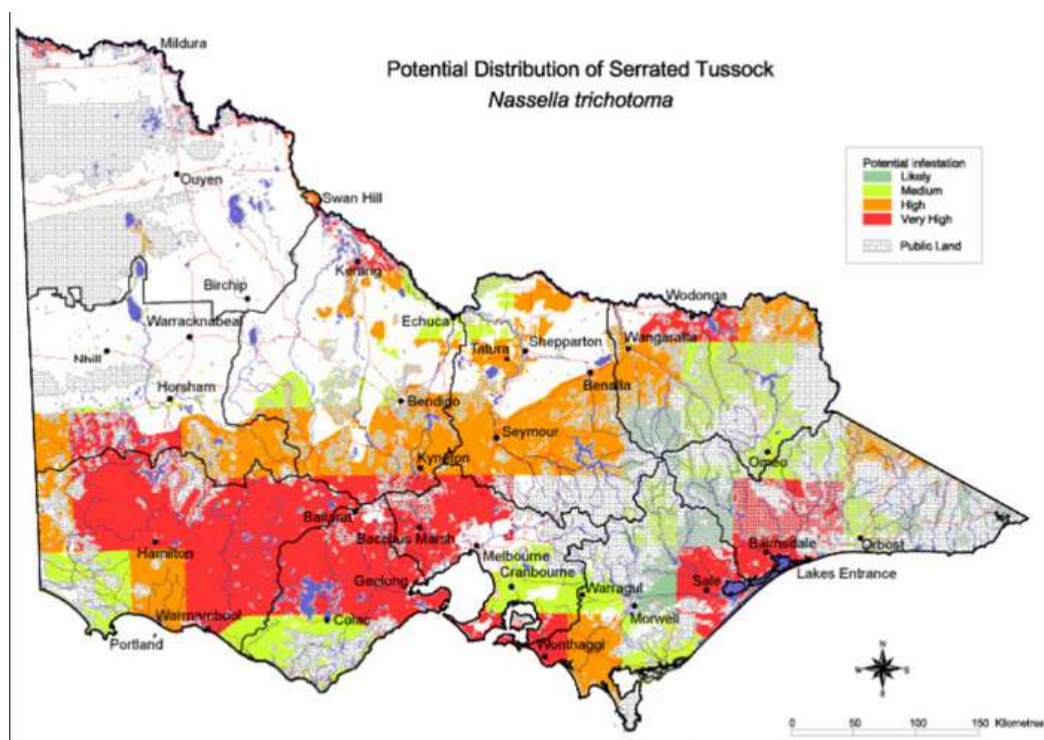 Mildura
Potential Distribution of Serrated Tussock
Nassella trichotoma
Potential Infestation
Likely
Medium
High
Very High
Public Land
Ouyen
Swan Hill
Kerang
Birchip
Wodonga
Echuca
Warracknabeal
Wangaratta
Shepparton
Nhill
Tatura
Benalla
Horsham
Bendigo
Seymour
Kyneton
Omeo
Ballarat
Bacchus Marsh
Hamilton
Orbost
Bairnsdale
Melbourne
Lakes Entrance
Cranbourne
Geelong
Warragul
Sale
Morwell
Warrnambool
Colac
Portland
Wonthaggi
N
W
E
S
0 50 100 150 Kilometres